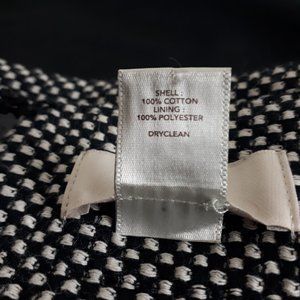 SHELL :
100% COTTON
LINING :
100% POLYESTER
DRYCLEAN